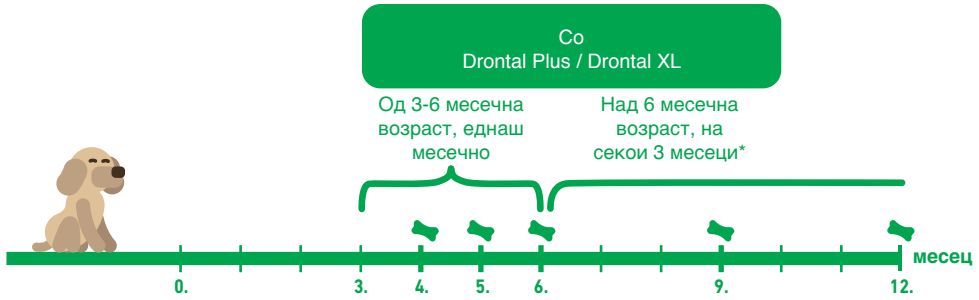 Со
Drontal Plus / Drontal XL
Од 3-6 месечна
возраст, еднаш
месечно
Над 6 месечна
возраст, на
секои 3 месеци*
месец
0.
3.
4.
5.
6.
9.
12.